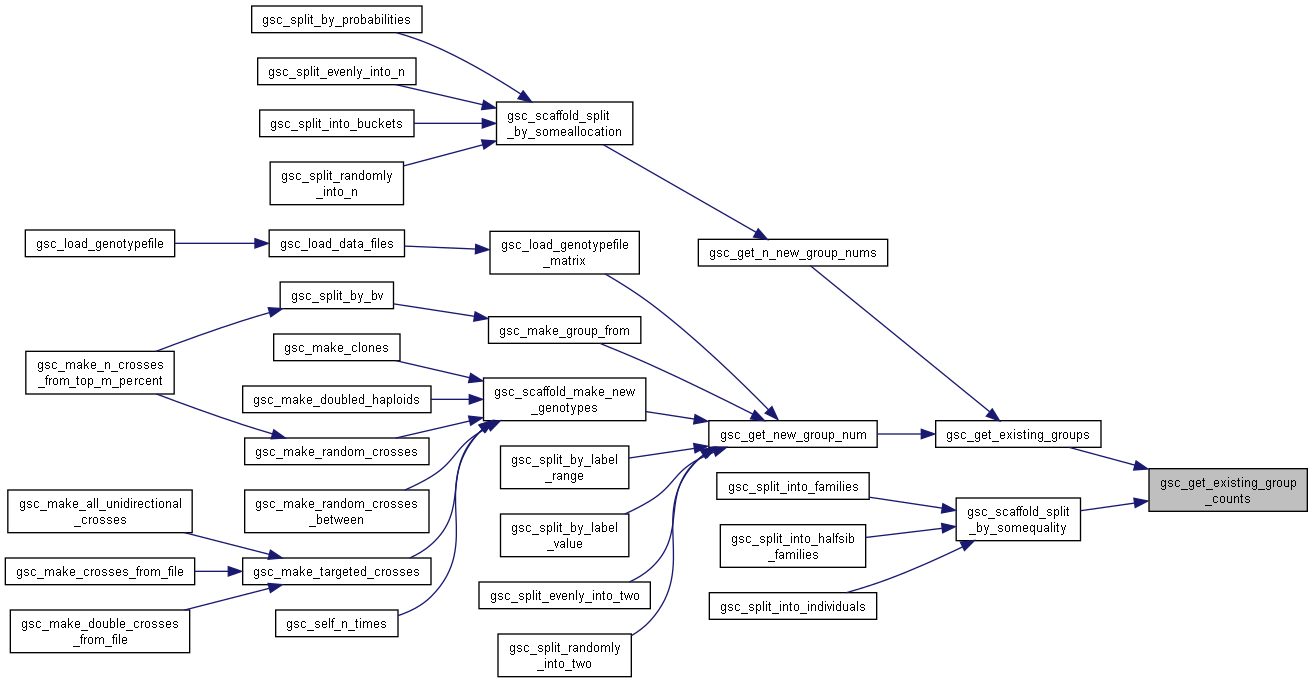 gsc_split_by_probabilities
gsc_split_evenly_into_n
gsc_split_into_buckets
gsc_split_randomly
_into_n
gsc_scaffold_split
_by_someallocation
gsc_load_genotypefile
gsc_load_data_files
gsc_load_genotypefile
_matrix
gsc_get_n_new_group_nums
gsc_split_by_bv
gsc_make_group_from
gsc_make_clones
gsc_make_n_crosses
_from_top_m_percent
gsc_make_doubled_haploids
gsc_scaffold_make_new
_genotypes
gsc_make_random_crosses
gsc_get_new_group_num
gsc_get_existing_groups
gsc_split_by_label
_range
gsc_make_all_unidirectional
_crosses
gsc_make_random_crosses
_between
gsc_split_into_families
gsc_get_existing_group
_counts
gsc_scaffold_split
_by_somequality
gsc_split_by_label
_value
gsc_split_into_halfsib
_families
gsc_make_crosses_from_file
gsc_make_targeted_crosses
gsc_split_evenly_into_two
gsc_split_into_individuals
gsc_make_double_crosses
_from_file
gsc_self_n_times
gsc_split_randomly
_into_two